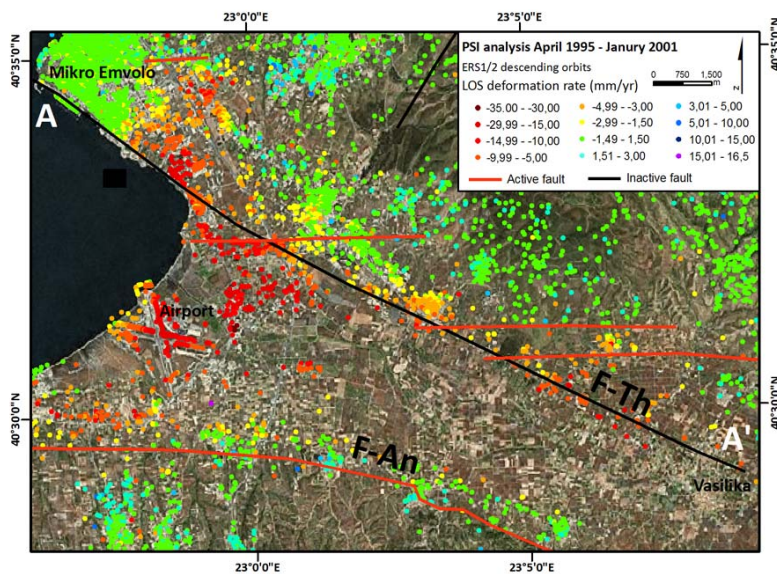 23°0'0"E 23°5'0"E
40°35'0"N
40°35'0"N
PSI analysis April 1995 - Janury 2001
ERS1/2 descending orbits
LOS deformation rate (mm/yr)
0 750 1,500
m
z
-35.00 - -30,00
-29,99 - -15,00
-14,99 - -10,00
-9,99 - -5,00
-4,99 - -3,00
-2,99 - -1,50
-1,49 - 1,50
1,51 - 3,00
3,01 - 5,00
5,01 - 10,00
10,01 - 15,00
15,01 - 16,5
Active fault
Inactive fault
Mikro Emvolo
A
Airport
F-Th
40°30'0"N
40°30'0"N
A'
F-An
Vasilika
23°0'0"E 23°5'0"E